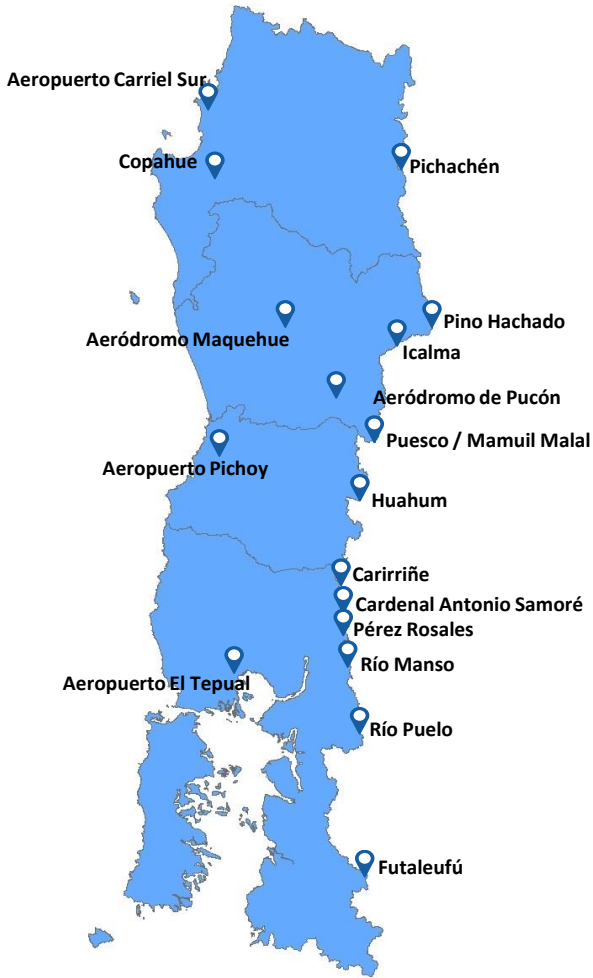 Aeropuerto Carriel Sur
Copahue
Pichachén
Pino Hachado
Aeródromo Maquehue
Icalma
Aeródromo de Pucón
Puesco / Mamuil Malal
Aeropuerto Pichoy
Huahum
Carirriñe
Cardenal Antonio Samoré
Pérez Rosales
Río Manso
Aeropuerto El Tepual
Río Puelo
Futaleufú